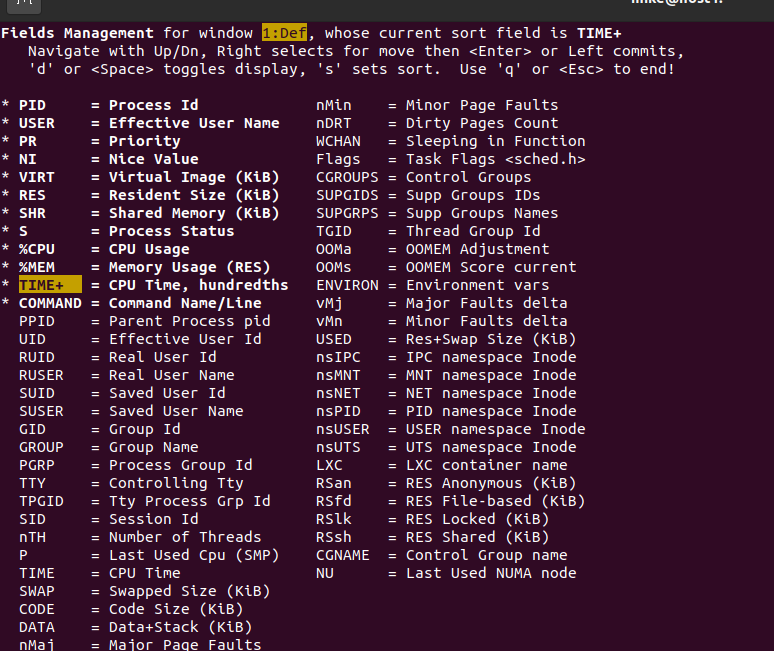 Fields Management for window 1:Def, whose current sort field is TIME+
   Navigate with Up/Dn, Right selects for move then <Enter> or Left commits,
   'd' or <Space> toggles display, 's' sets sort.  Use 'q' or <Esc> to end!

* PID     = Process Id             nMin    = Minor Page Faults
* USER    = Effective User Name    nDRT    = Dirty Pages Count
* PR      = Priority               WCHAN   = Sleeping in Function
* NI      = Nice Value             Flags   = Task Flags <sched.h>
* VIRT    = Virtual Image (KiB)    CGROUPS = Control Groups
* RES     = Resident Size (KiB)    SUPGIDS = Supp Groups IDs
* SHR     = Shared Memory (KiB)    SUPGRPS = Supp Groups Names
* S       = Process Status         TGID    = Thread Group Id
* %CPU    = CPU Usage              OOMa    = OOMEM Adjustment
* %MEM    = Memory Usage (RES)     OOMs    = OOMEM Score current
* TIME+   = CPU Time, hundredths   ENVIRON = Environment vars
* COMMAND = Command Name/Line      vMj     = Major Faults delta
  PPID    = Parent Process pid     vMn     = Minor Faults delta
  UID     = Effective User Id      USED    = Res+Swap Size (KiB)
  RUID    = Real User Id           nsIPC   = IPC namespace Inode
  RUSER   = Real User Name         nsMNT   = MNT namespace Inode
  SUID    = Saved User Id          nsNET   = NET namespace Inode
  SUSER   = Saved User Name        nsPID   = PID namespace Inode
  GID     = Group Id               nsUSER  = USER namespace Inode
  GROUP   = Group Name             nsUTS   = UTS namespace Inode
  PGRP    = Process Group Id       LXC     = LXC container name
  TTY     = Controlling Tty        RSan    = RES Anonymous (KiB)
  TPGID   = Tty Process Grp Id     RSfd    = RES File-based (KiB)
  SID     = Session Id             RSlk    = RES Locked (KiB)
  nTH     = Number of Threads      RSsh    = RES Shared (KiB)
  P       = Last Used Cpu (SMP)    CGNAME  = Control Group name
  TIME    = CPU Time               NU      = Last Used NUMA node
  SWAP    = Swapped Size (KiB)
  CODE    = Code Size (KiB)
  DATA    = Data+Stack (KiB)
  nMaj    = Major Page Faults